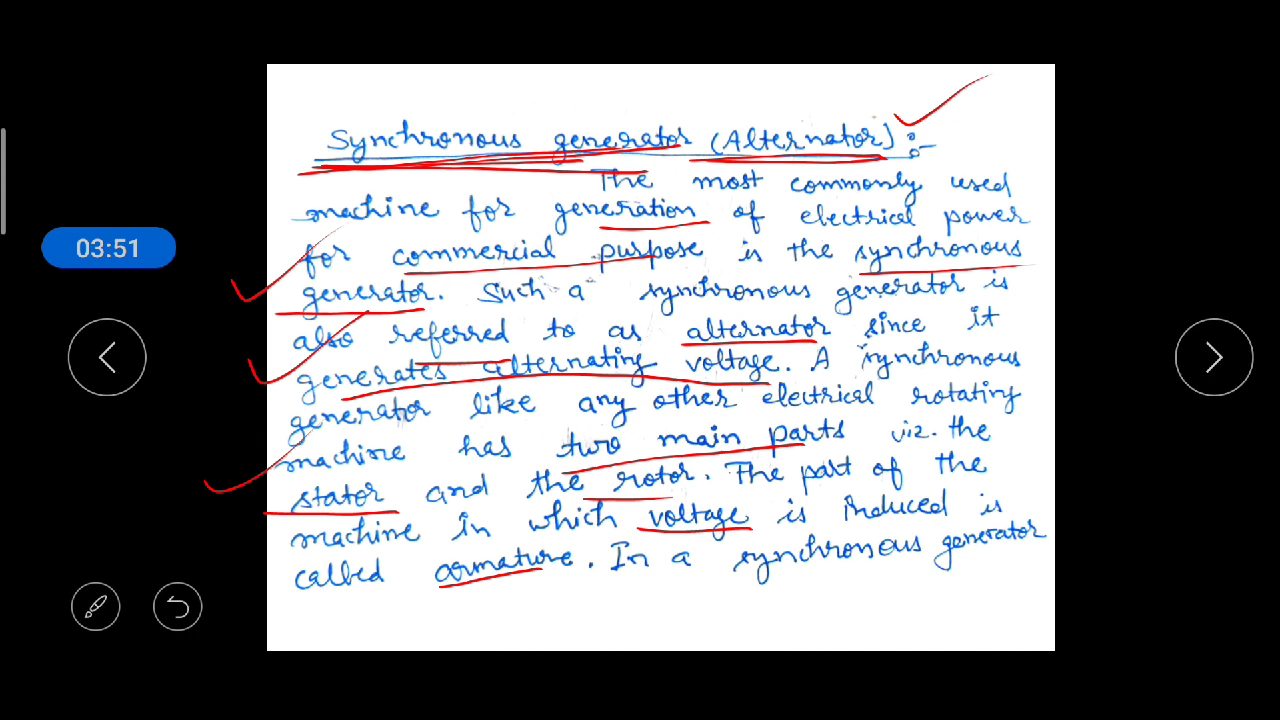 Synchronous generator (Alternator) :-
The most commonly used
machine for generation of electrical power
for commercial purpose is the synchronous
generator. Such a synchronous generator is
also referred to as alternator since it
generates alternating voltage. A synchronous
generator like any other electrical rotating
machine has two main parts viz. the
stator and the rotor. The part of the
machine in which voltage is induced is
called armature. In a synchronous generator
03:51